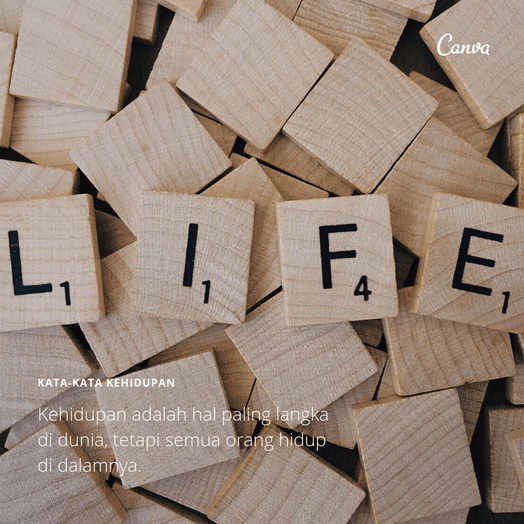 Canva
L I F E
1 1 4 1
KATA-KATA KEHIDUPAN
Kehidupan adalah hal paling langka
di dunia, tetapi semua orang hidup
di dalamnya.